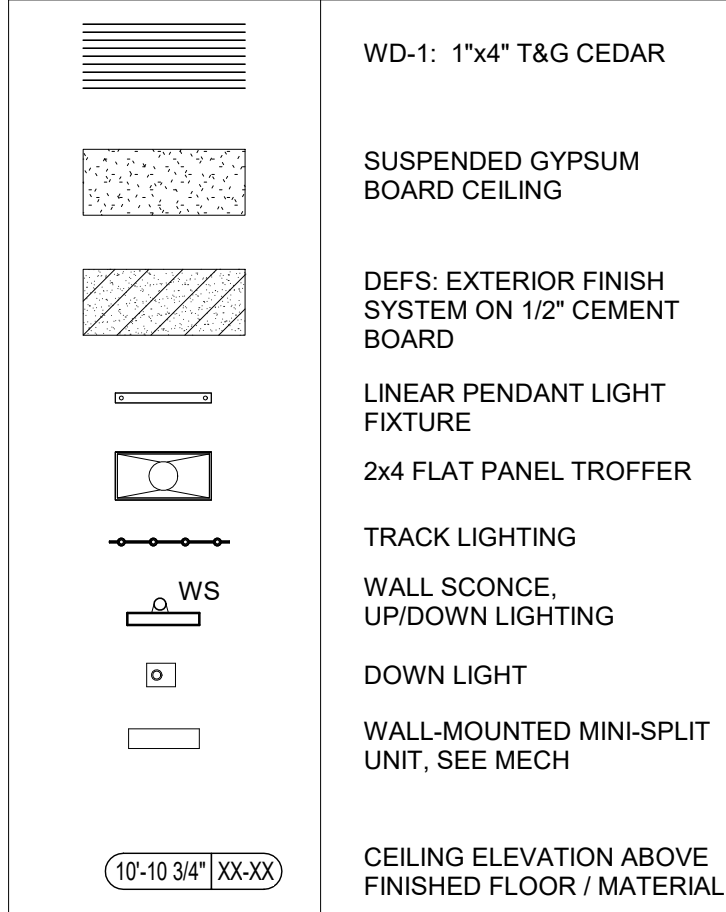 WD-1: 1"x4" T&G CEDAR
SUSPENDED GYPSUM
BOARD CEILING
DEFS: EXTERIOR FINISH
SYSTEM ON 1/2" CEMENT
BOARD
LINEAR PENDANT LIGHT
FIXTURE
2x4 FLAT PANEL TROFFER
TRACK LIGHTING
WS
WALL SCONCE,
UP/DOWN LIGHTING
DOWN LIGHT
WALL-MOUNTED MINI-SPLIT
UNIT, SEE MECH
10'-10 3/4" XX-XX
CEILING ELEVATION ABOVE
FINISHED FLOOR / MATERIAL